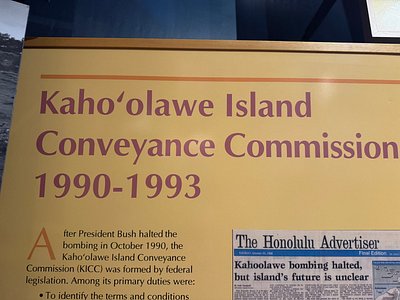 Kahoʻolawe Island
Conveyance Commission
1990-1993
After President Bush halted the
bombing in October 1990, the
Kahoʻolawe Island Conveyance
Commission (KICC) was formed by federal
legislation. Among its primary duties were:
• To identify the terms and conditions
The Honolulu Advertiser
Final Edition
Kahoolawe bombing halted,
but island's future is unclear